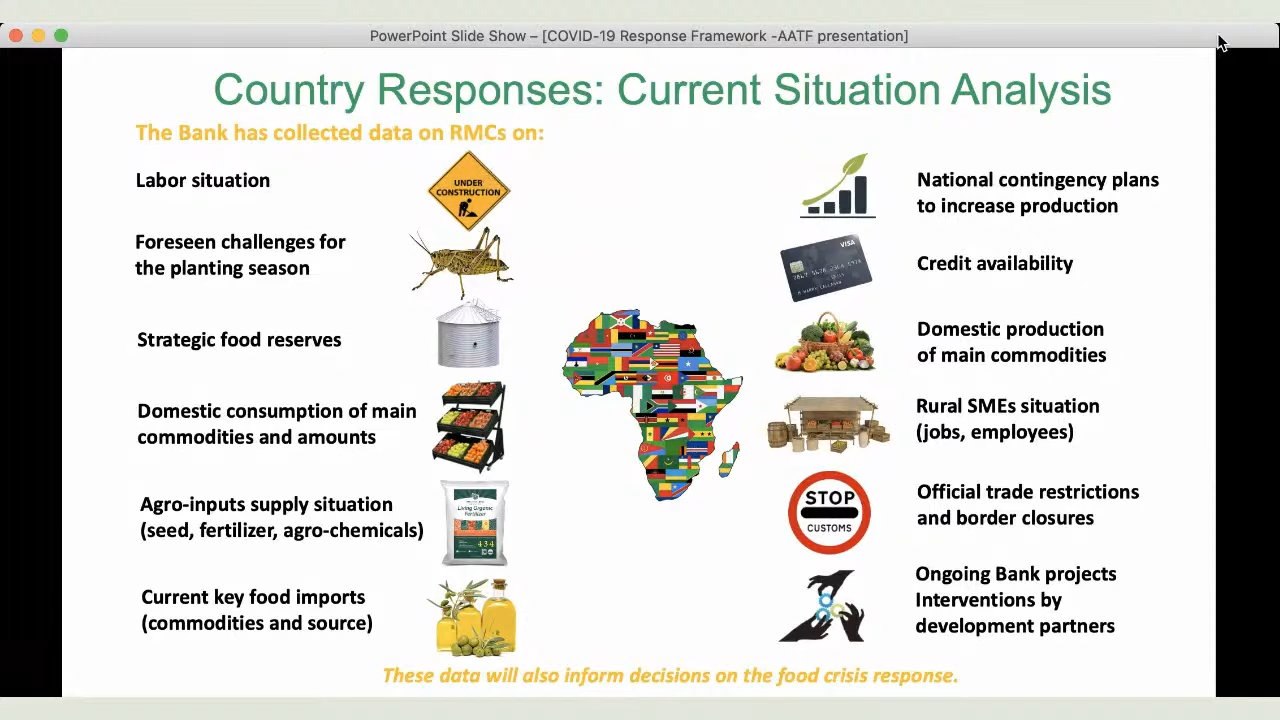 PowerPoint Slide Show – [COVID-19 Response Framework -AATF presentation]
Country Responses: Current Situation Analysis
The Bank has collected data on RMCs on:
Labor situation
UNDER
CONSTRUCTION
Foreseen challenges for
the planting season
Strategic food reserves
Domestic consumption of main
commodities and amounts
Agro-inputs supply situation
(seed, fertilizer, agro-chemicals)
Living Organic
Fertilizer
4 3 4
Current key food imports
(commodities and source)
National contingency plans
to increase production
VISA
Credit availability
Domestic production
of main commodities
Rural SMEs situation
(jobs, employees)
STOP
CUSTOMS
Official trade restrictions
and border closures
Ongoing Bank projects
Interventions by
development partners
These data will also inform decisions on the food crisis response.